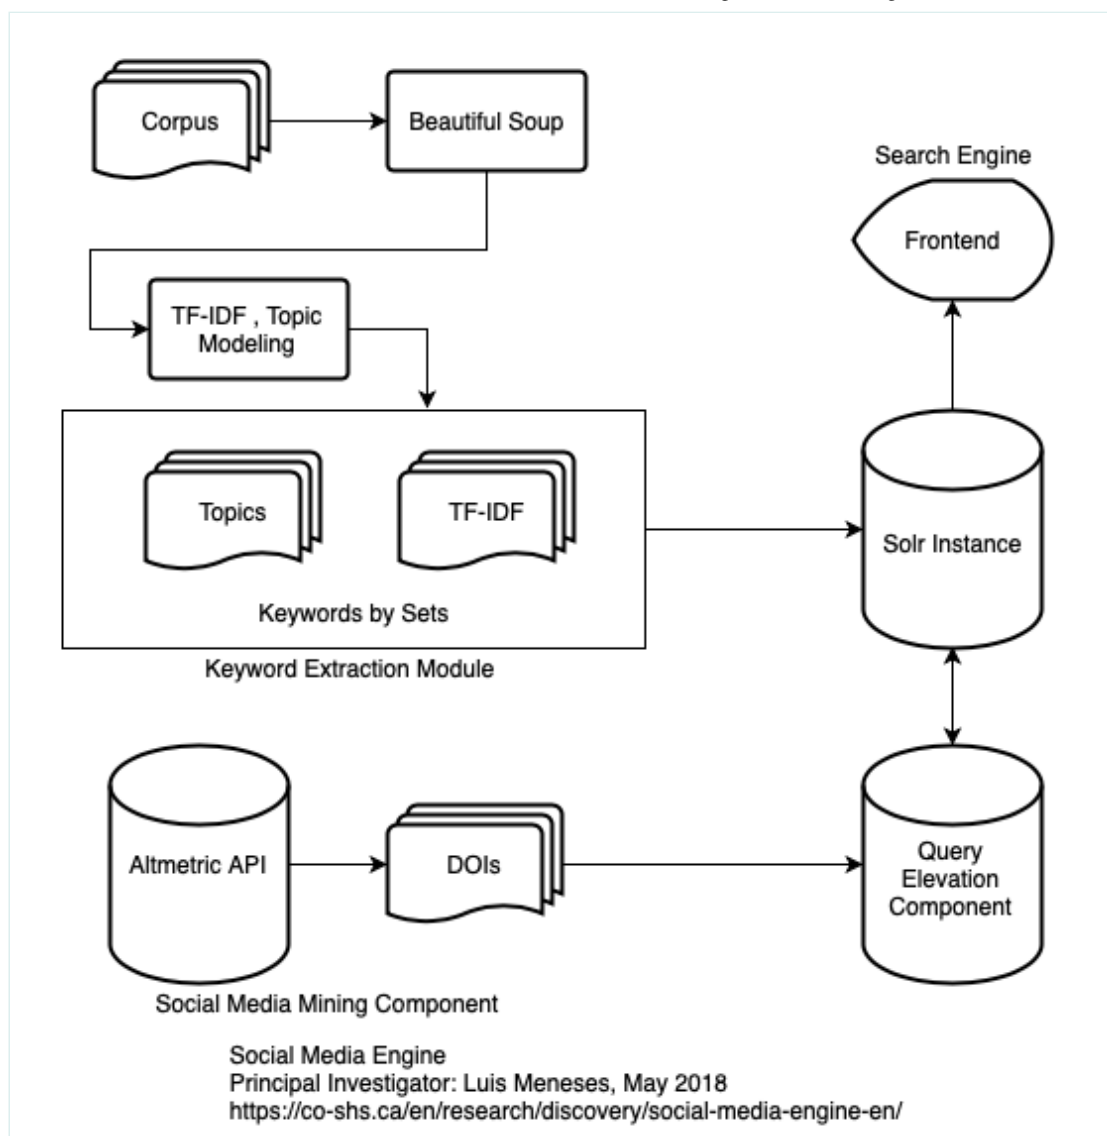 Corpus
Beautiful Soup
Search Engine
Frontend
TF-IDF , Topic
Modeling
Topics
TF-IDF
Solr Instance
Keywords by Sets
Keyword Extraction Module
Altmetric API
DOIs
Query
Elevation
Component
Social Media Mining Component
Social Media Engine
Principal Investigator: Luis Meneses, May 2018
https://co-shs.ca/en/research/discovery/social-media-engine-en/